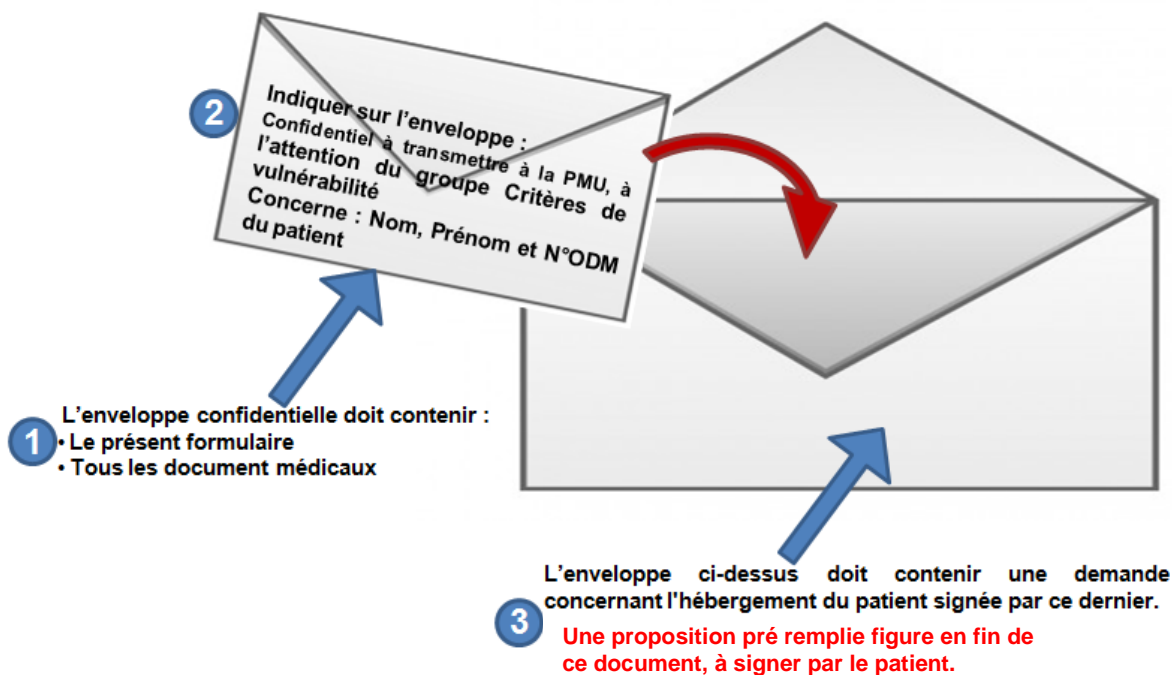 2
Indiquer sur l'enveloppe :
Confidentiel à transmettre à la PMU, à
l'attention du groupe Critères de
vulnérabilité
Concerne : Nom, Prénom et N°ODM
du patient
1
L'enveloppe confidentielle doit contenir :
• Le présent formulaire
• Tous les document médicaux
3
L'enveloppe ci-dessus doit contenir une demande
concernant l'hébergement du patient signée par ce dernier.
Une proposition pré remplie figure en fin de
ce document, à signer par le patient.